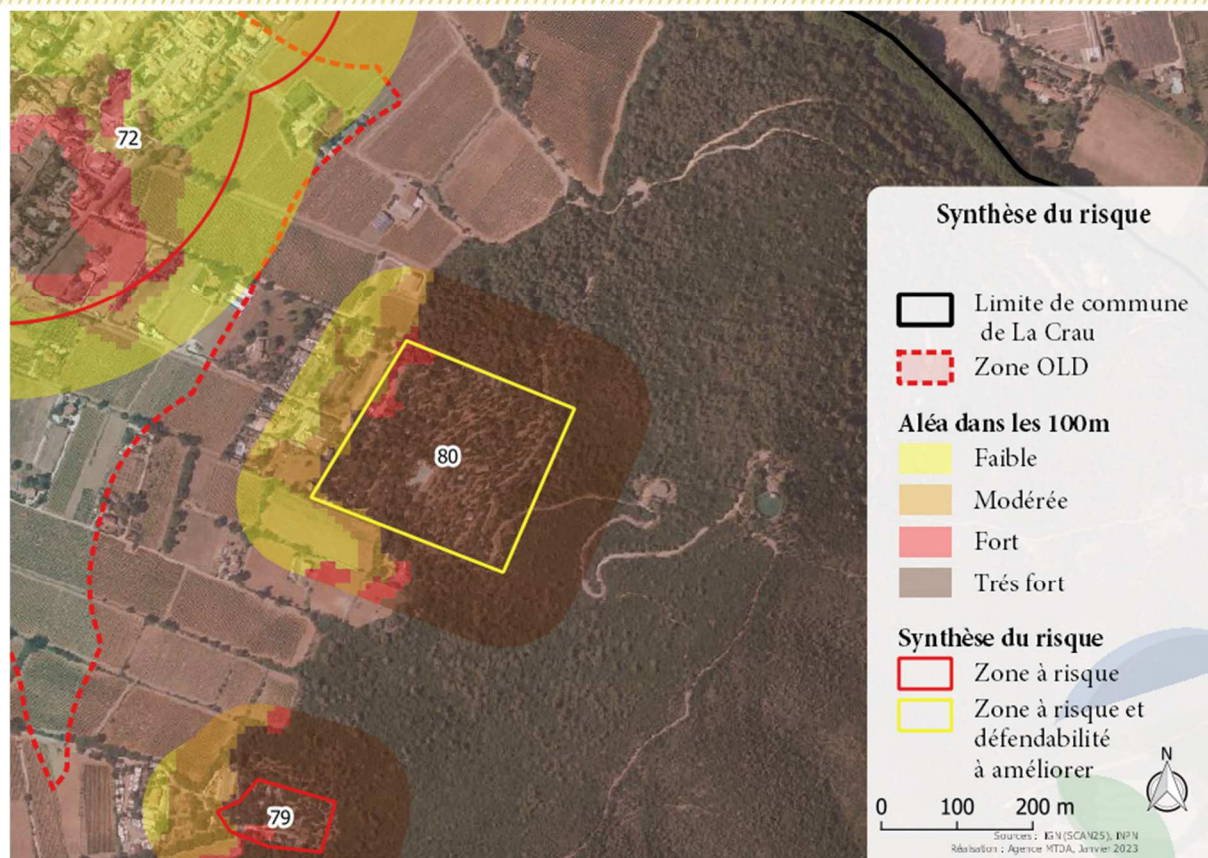 72
80
79
Synthèse du risque
Limite de commune
de La Crau
Zone OLD
Aléa dans les 100m
Faible
Modérée
Fort
Trés fort
Synthèse du risque
Zone à risque
Zone à risque et
défendabilité
à améliorer
N
0 100 200 m
Sources : IGN (SCAN25), INPN
Réalisation : Agence MTDA, Janvier 2023